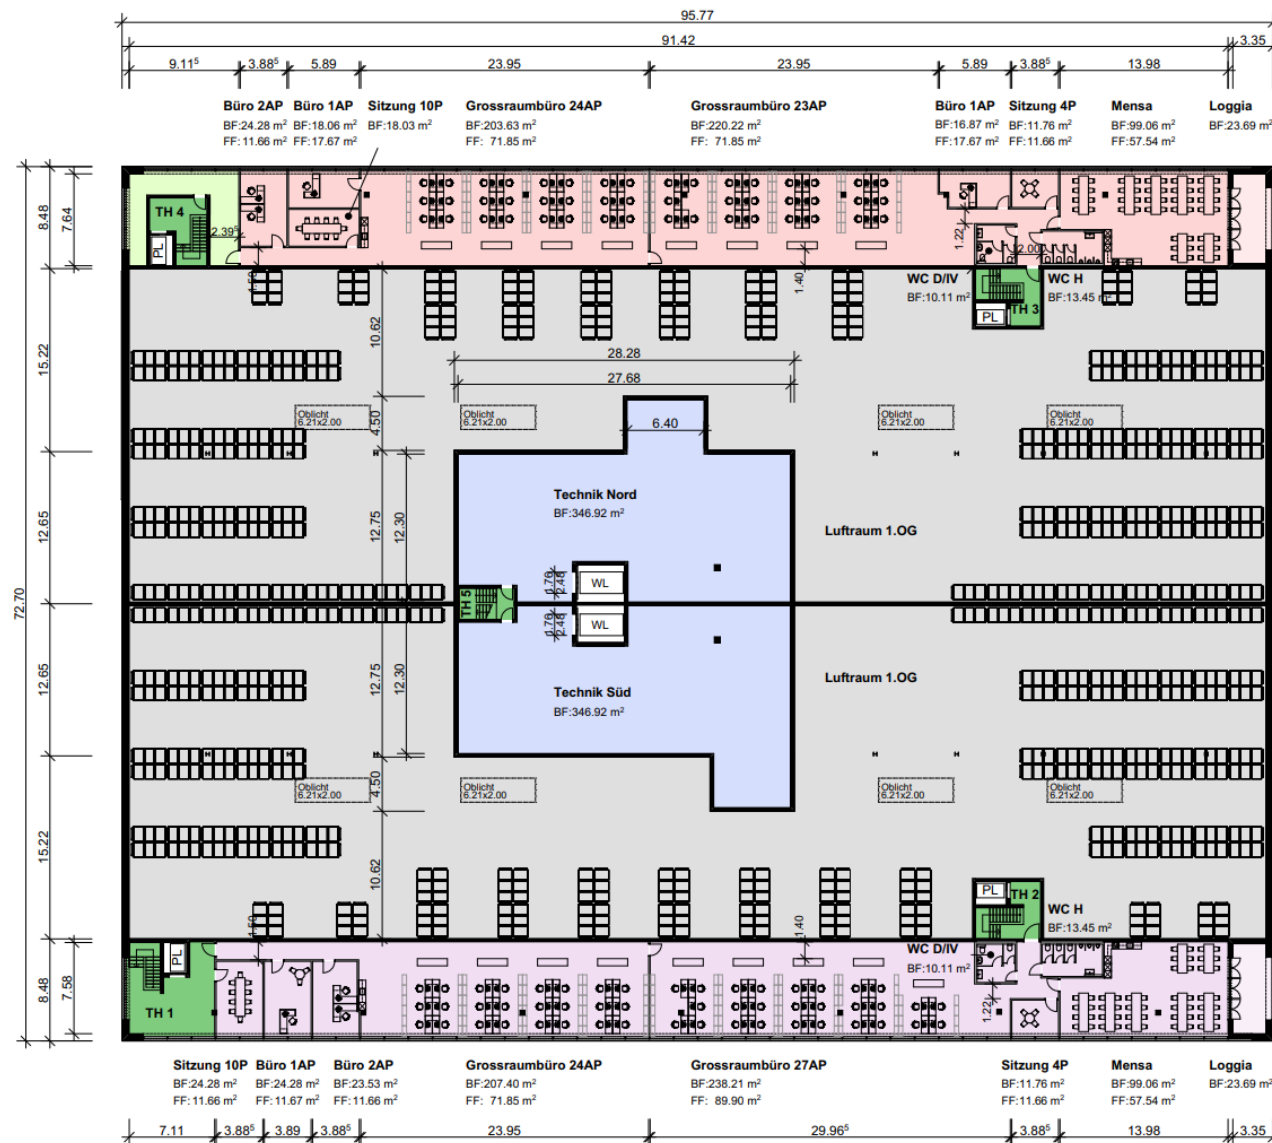 95.77
91.42
3.35
9.11⁵
3.88⁵
5.89
23.95
23.95
5.89
3.88⁵
13.98
Büro 2AP
BF:24.28 m²
FF: 11.66 m²
Büro 1AP
BF:18.06 m²
FF: 17.67 m²
Sitzung 10P
BF:18.03 m²
Grossraumbüro 24AP
BF:203.63 m²
FF: 71.85 m²
Grossraumbüro 23AP
BF:220.22 m²
FF: 71.85 m²
Büro 1AP
BF:16.87 m²
FF:17.67 m²
Sitzung 4P
BF:11.76 m²
FF:11.66 m²
Mensa
BF:99.06 m²
FF:57.54 m²
Loggia
BF:23.69 m²
8.48
7.64
TH 4
PL
2.39⁵
1.50
1.40
1.22
2.00
WC D/IV
BF:10.11 m²
WC H
BF:13.45 m²
TH 3
PL
15.22
10.62
28.28
27.68
Oblicht
6.21x2.00
4.50
Oblicht
6.21x2.00
6.40
Oblicht
6.21x2.00
Oblicht
6.21x2.00
Technik Nord
BF:346.92 m²
Luftraum 1.OG
12.65
12.75
12.30
1.76
2.48
WL
72.70
TH 5
1.76
2.48
WL
12.65
12.75
12.30
Luftraum 1.OG
Technik Süd
BF:346.92 m²
Oblicht
6.21x2.00
4.50
Oblicht
6.21x2.00
Oblicht
6.21x2.00
Oblicht
6.21x2.00
15.22
10.62
PL
TH 2
WC H
BF:13.45 m²
1.50
1.40
WC D/IV
BF:10.11 m²
8.48
7.58
PL
TH 1
1.22
Sitzung 10P
BF:24.28 m²
FF: 11.66 m²
Büro 1AP
BF:24.28 m²
FF: 11.67 m²
Büro 2AP
BF:23.53 m²
FF: 11.66 m²
Grossraumbüro 24AP
BF:207.40 m²
FF: 71.85 m²
Grossraumbüro 27AP
BF:238.21 m²
FF: 89.90 m²
Sitzung 4P
BF:11.76 m²
FF:11.66 m²
Mensa
BF:99.06 m²
FF:57.54 m²
Loggia
BF:23.69 m²
7.11
3.88⁵
3.89
3.88⁵
23.95
29.96⁵
3.88⁵
13.98
3.35